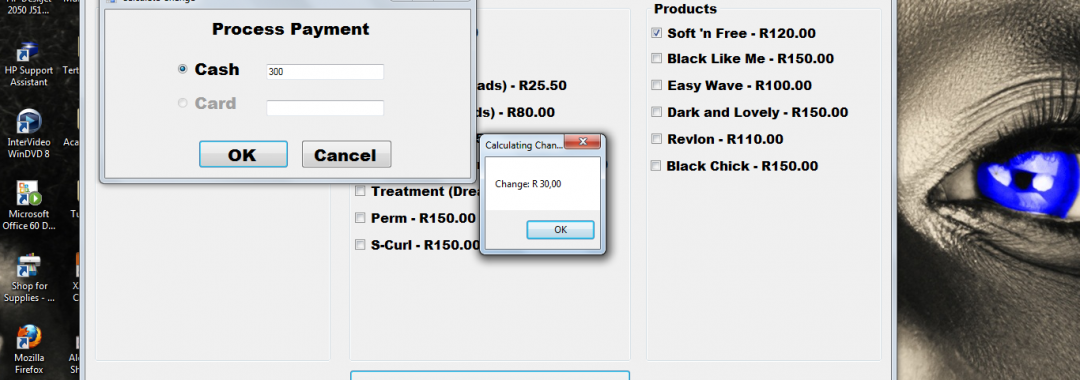 2050 J51...
HP Support
Assistant
InterVideo
WinDVD 8
Microsoft
Office 60 D...
Shop for
Supplies - ...
Mozilla
Firefox
Process Payment
Cash
300
Card
OK
Cancel
ads) - R25.50
ds) - R80.00
Treatment (Drea
Perm - R150.00
S-Curl - R150.00
Calculating Chan...
Change: R 30,00
OK
Products
Soft 'n Free - R120.00
Black Like Me - R150.00
Easy Wave - R100.00
Dark and Lovely - R150.00
Revlon - R110.00
Black Chick - R150.00